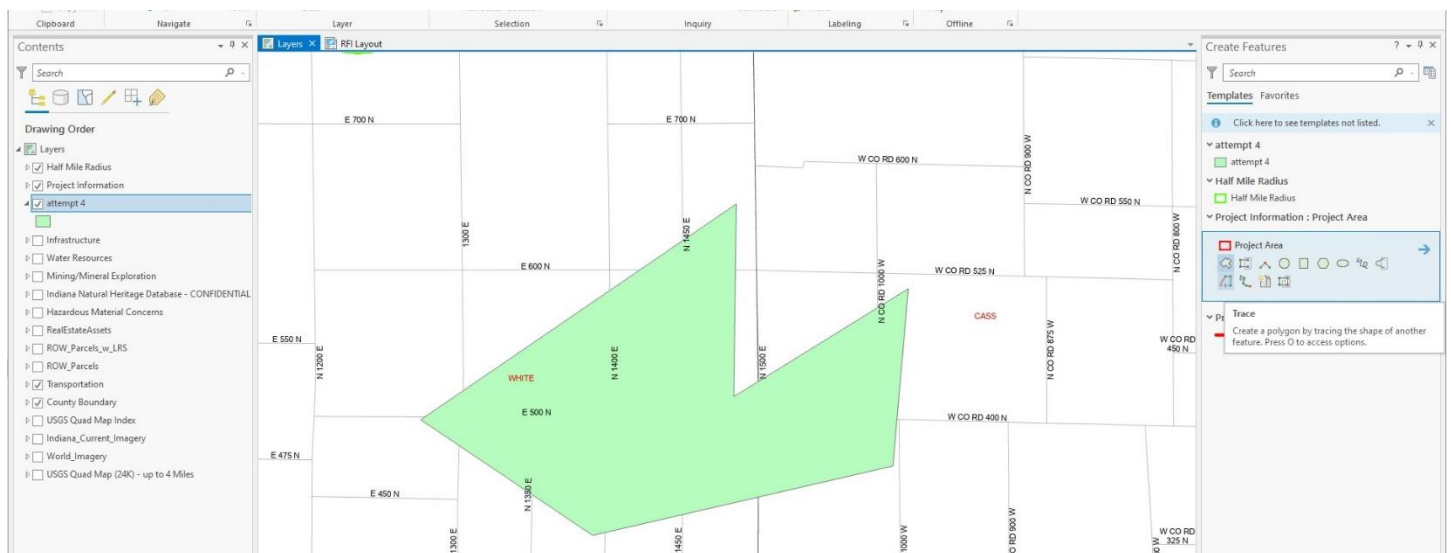 Clipboard
Navigate
Layer
Selection
Inquiry
Labeling
Offline
Contents
Search
Drawing Order
Layers
Half Mile Radius
Project Information
attempt 4
Infrastructure
Water Resources
Mining/Mineral Exploration
Indiana Natural Heritage Database - CONFIDENTIAL
Hazardous Material Concerns
RealEstateAssets
ROW_Parcels_w_LRS
ROW_Parcels
Transportation
County Boundary
USGS Quad Map Index
Indiana_Current_Imagery
World_Imagery
USGS Quad Map (24K) - up to 4 Miles
Layers
RFI Layout
E 700 N
E 700 N
W CO RD 600 N
N CO RD 900 W
W CO RD 550 N
N CO RD 800 W
1300 E
N 1450 E
E 600 N
N CO RD 1000 W
W CO RD 525 N
CASS
E 550 N
N 1200 E
N 1400 E
N 1500 E
N CO RD 875 W
W CO RD
450 N
WHITE
E 500 N
W CO RD 400 N
E 475 N
E 450 N
N 1350 E
1300 E
1450 E
1000 W
O RD 900 W
W CO RD
325 N
Create Features
Search
Templates Favorites
Click here to see templates not listed.
attempt 4
attempt 4
Half Mile Radius
Half Mile Radius
Project Information : Project Area
Project Area
Pr
Trace
Create a polygon by tracing the shape of another
feature. Press O to access options.